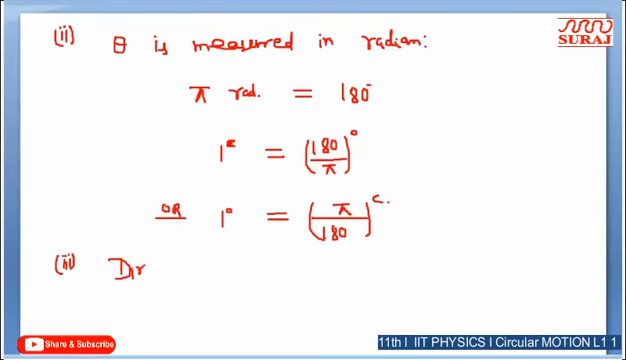 (ii) θ is measured in radian:
SURAJ
π rad. = 180°
1ᶜ = (180/π)°
OR 1° = (π/180)ᶜ.
(iii) Dir
Share & Subscribe
11th I IIT PHYSICS I Circular MOTION L1 1